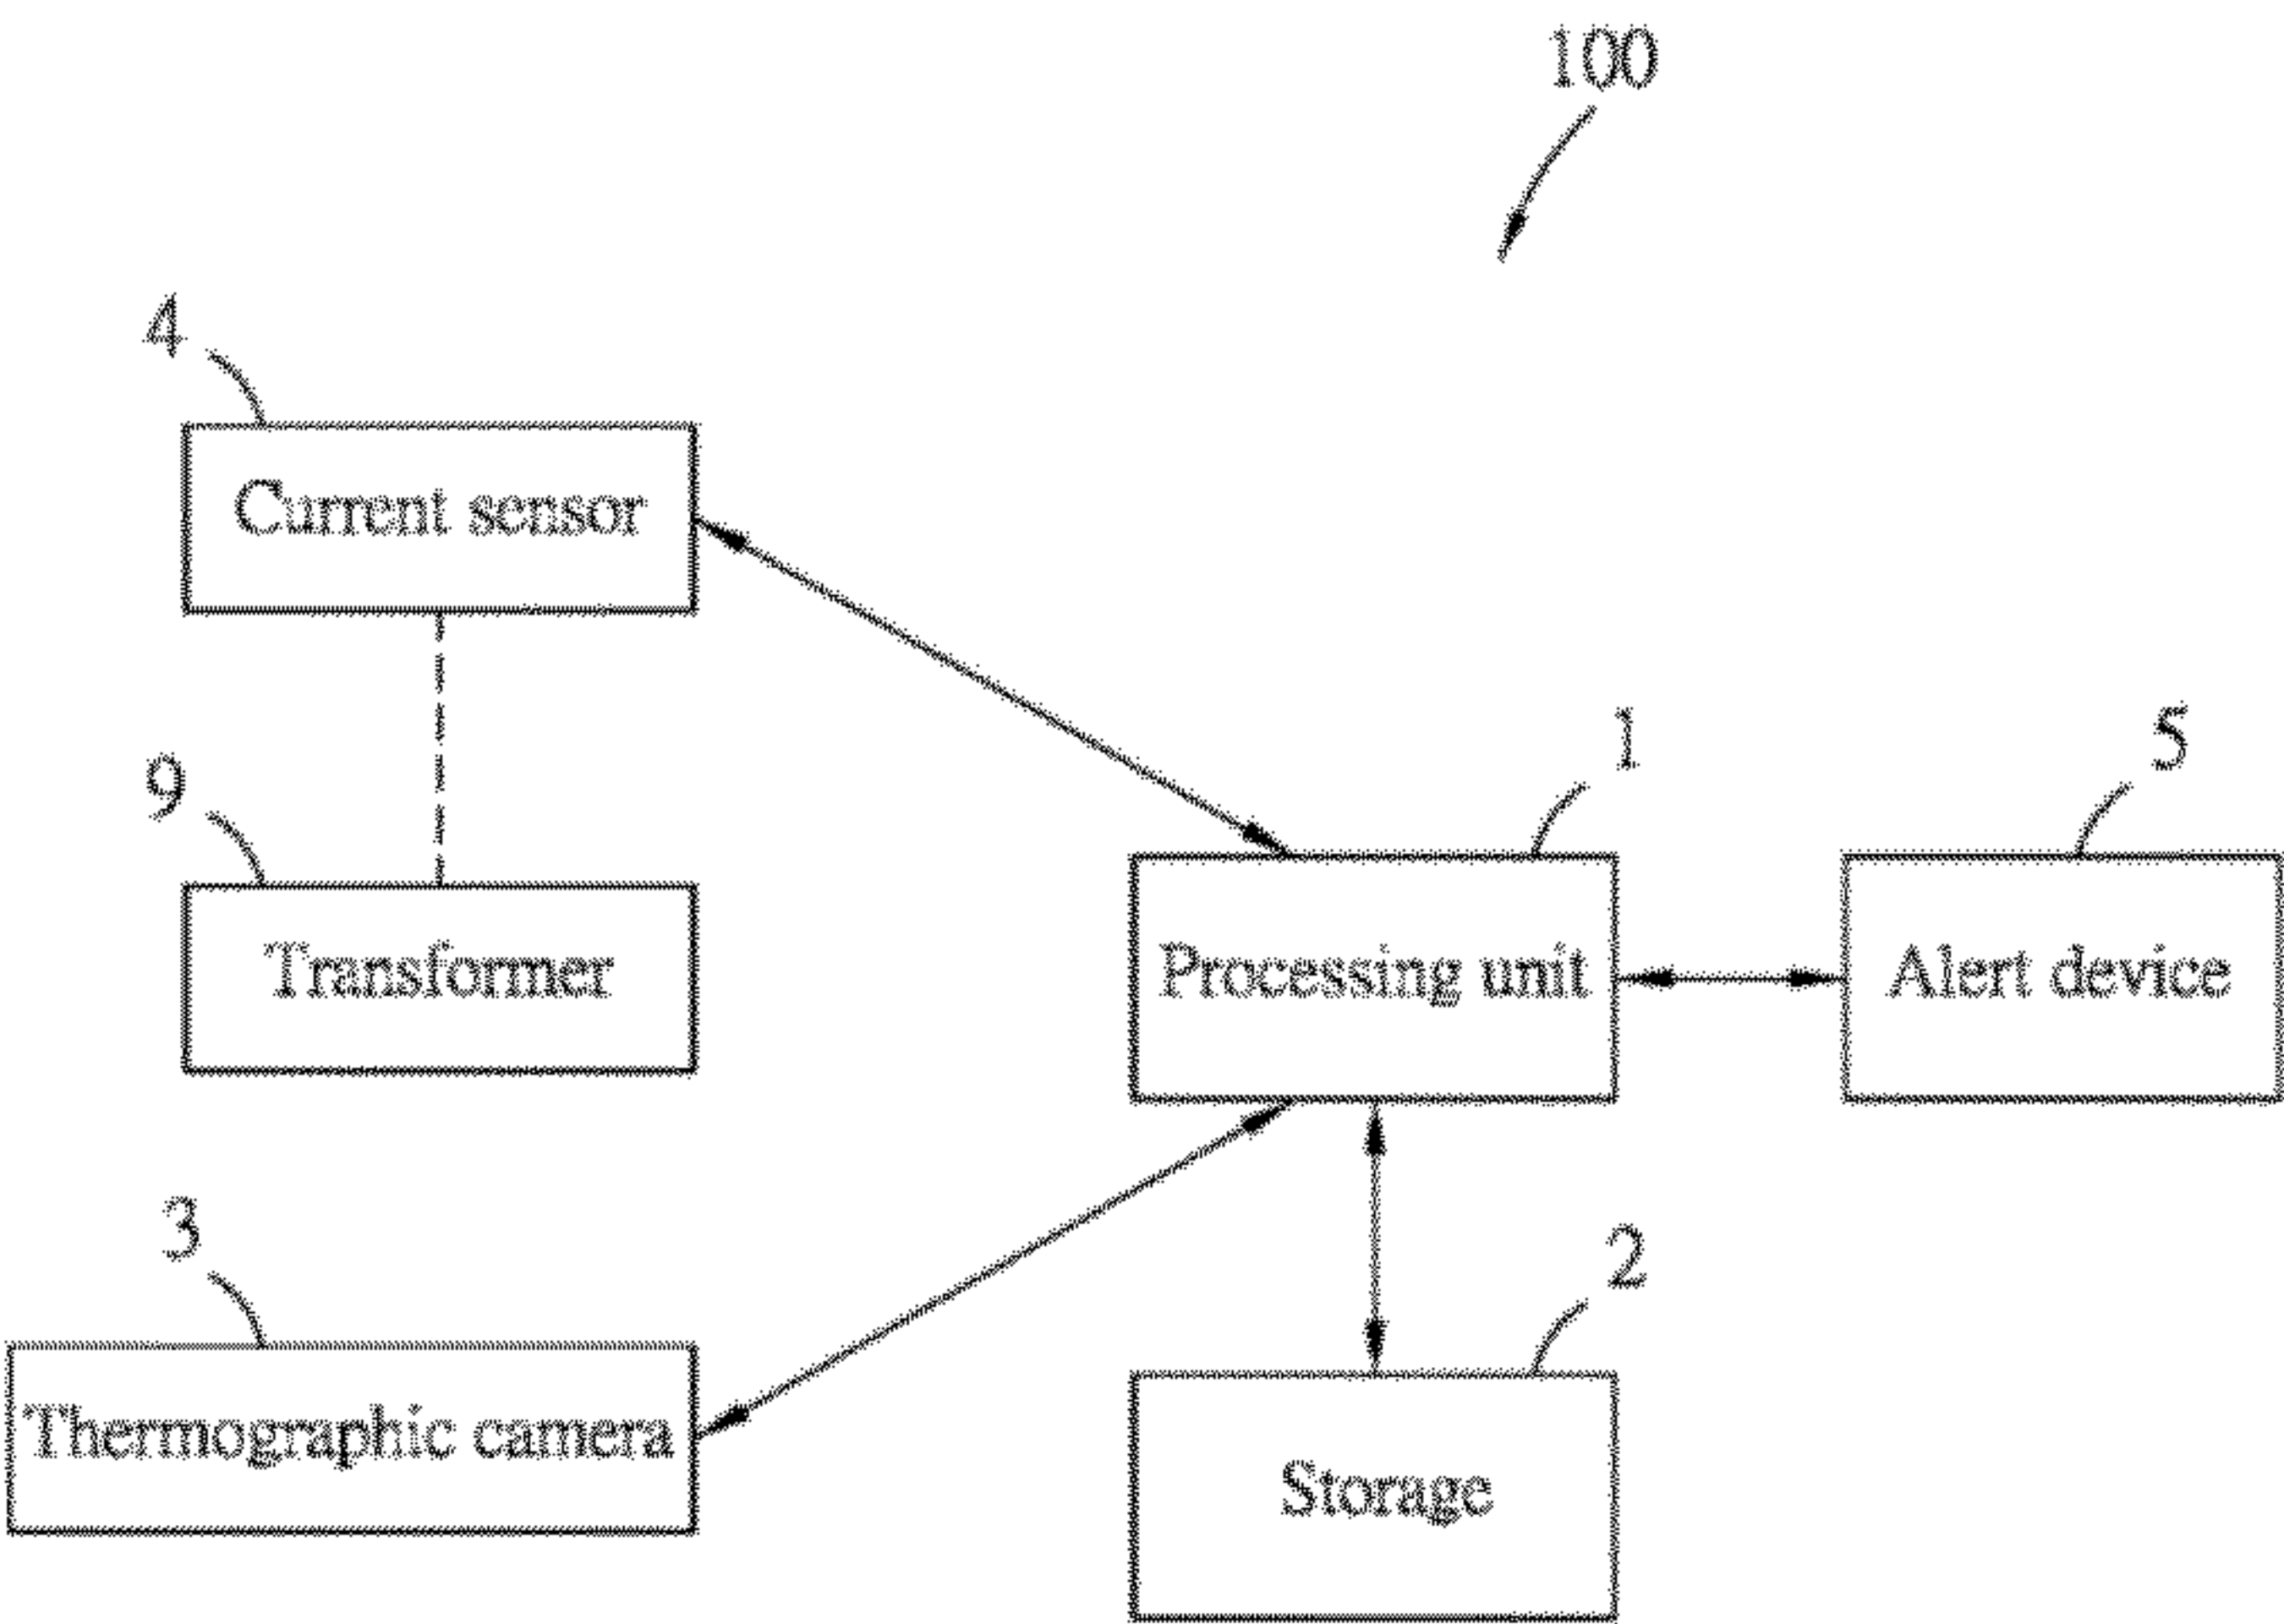 100
4
Current sensor
9
Transformer
1
Processing unit
5
Alert device
3
Thermographic camera
2
Storage